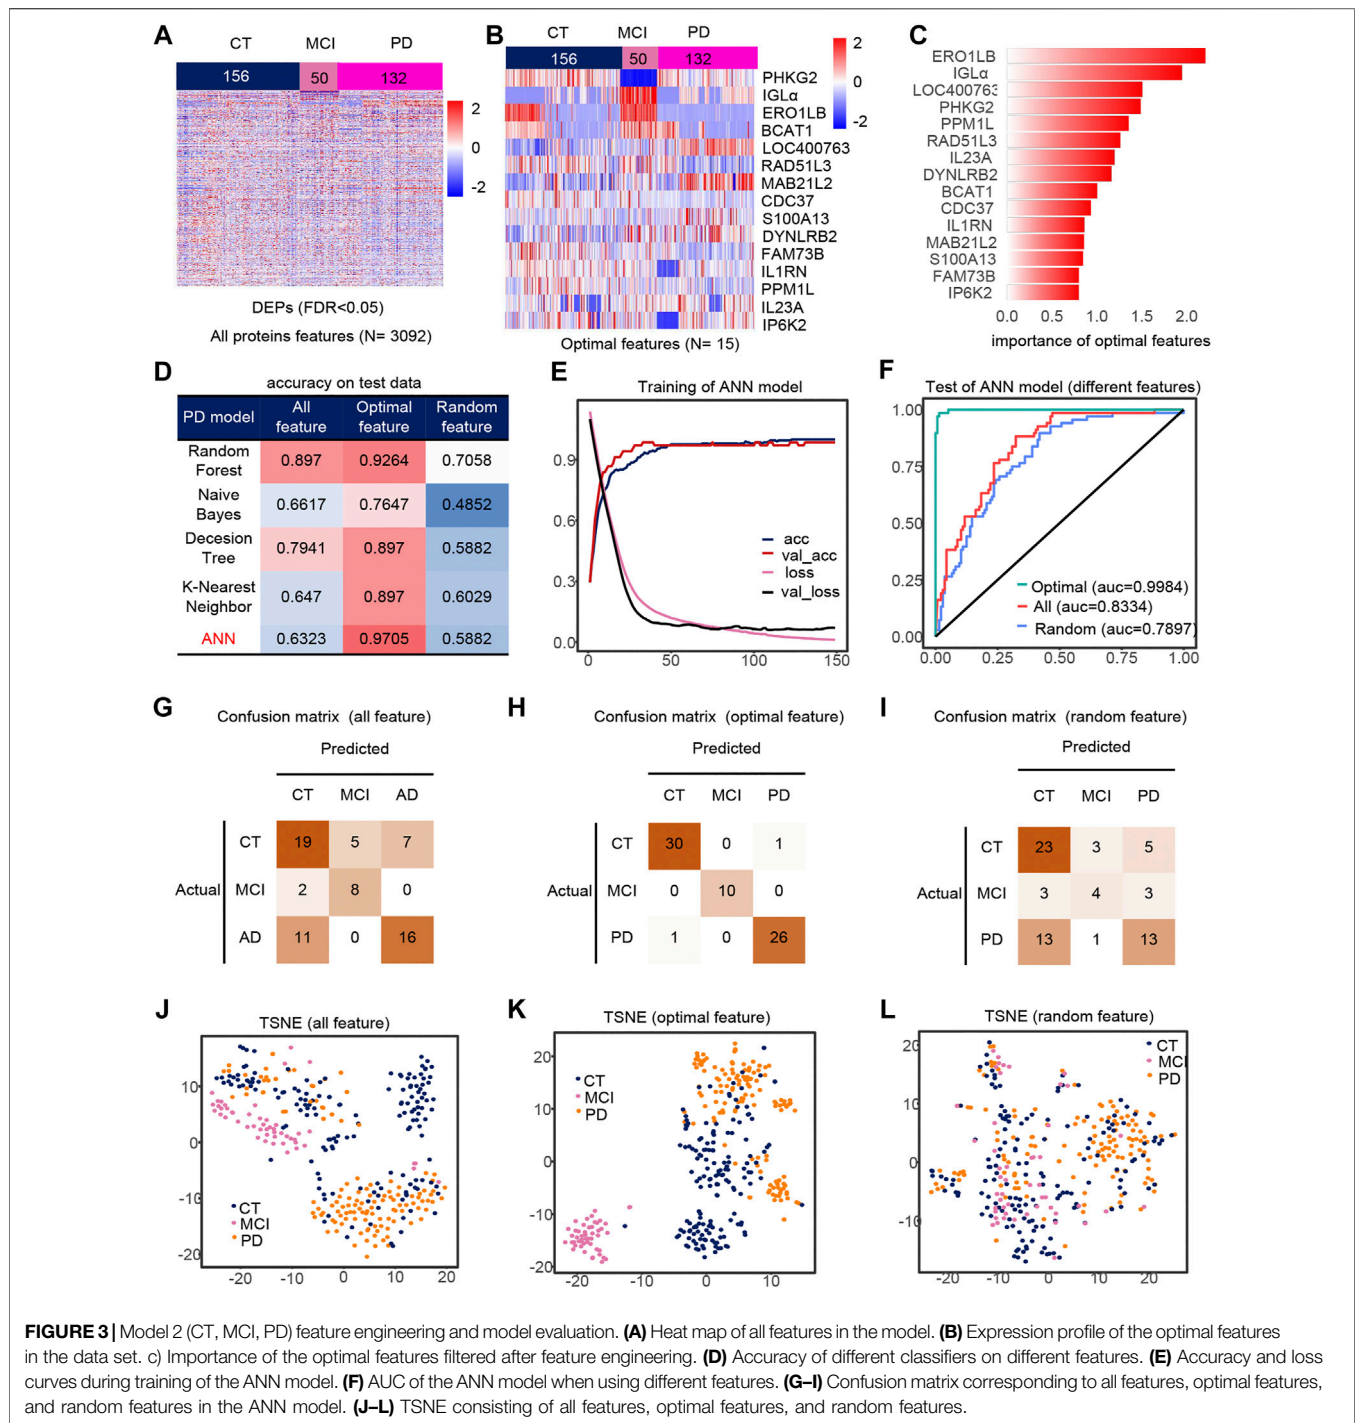 A
CT MCI PD
156 50 132
2
0
-2
DEPs (FDR<0.05)
All proteins features (N= 3092)
B
CT MCI PD
156 50 132
2
0
-2
PHKG2
IGLα
ERO1LB
BCAT1
LOC400763
RAD51L3
MAB21L2
CDC37
S100A13
DYNLRB2
FAM73B
IL1RN
PPM1L
IL23A
IP6K2
Optimal features (N= 15)
C
ERO1LB
IGLα
LOC400763
PHKG2
PPM1L
RAD51L3
IL23A
DYNLRB2
BCAT1
CDC37
IL1RN
MAB21L2
S100A13
FAM73B
IP6K2
0.0 0.5 1.0 1.5 2.0
importance of optimal features
D
accuracy on test data
PD model All feature Optimal feature Random feature
Random Forest 0.897 0.9264 0.7058
Naive Bayes 0.6617 0.7647 0.4852
Decesion Tree 0.7941 0.897 0.5882
K-Nearest Neighbor 0.647 0.897 0.6029
ANN 0.6323 0.9705 0.5882
E
Training of ANN model
0.9
0.6
0.3
0.0
acc
val_acc
loss
val_loss
0 50 100 150
F
Test of ANN model (different features)
1.00
0.75
0.50
0.25
0.00
Optimal (auc=0.9984)
All (auc=0.8334)
Random (auc=0.7897)
0.00 0.25 0.50 0.75 1.00
G
Confusion matrix (all feature)
Predicted
CT MCI AD
Actual
CT 19 5 7
MCI 2 8 0
AD 11 0 16
H
Confusion matrix (optimal feature)
Predicted
CT MCI PD
Actual
CT 30 0 1
MCI 0 10 0
PD 1 0 26
I
Confusion matrix (random feature)
Predicted
CT MCI PD
Actual
CT 23 3 5
MCI 3 4 3
PD 13 1 13
J
TSNE (all feature)
10
0
-10
-20
CT
MCI
PD
-20 -10 0 10 20
K
TSNE (optimal feature)
20
10
0
-10
-20
CT
MCI
PD
-20 -10 0 10
L
TSNE (random feature)
20
10
0
-10
CT
MCI
PD
-20 -10 0 10 20
FIGURE 3 | Model 2 (CT, MCI, PD) feature engineering and model evaluation. (A) Heat map of all features in the model. (B) Expression profile of the optimal features
in the data set. c) Importance of the optimal features filtered after feature engineering. (D) Accuracy of different classifiers on different features. (E) Accuracy and loss
curves during training of the ANN model. (F) AUC of the ANN model when using different features. (G–I) Confusion matrix corresponding to all features, optimal features,
and random features in the ANN model. (J–L) TSNE consisting of all features, optimal features, and random features.